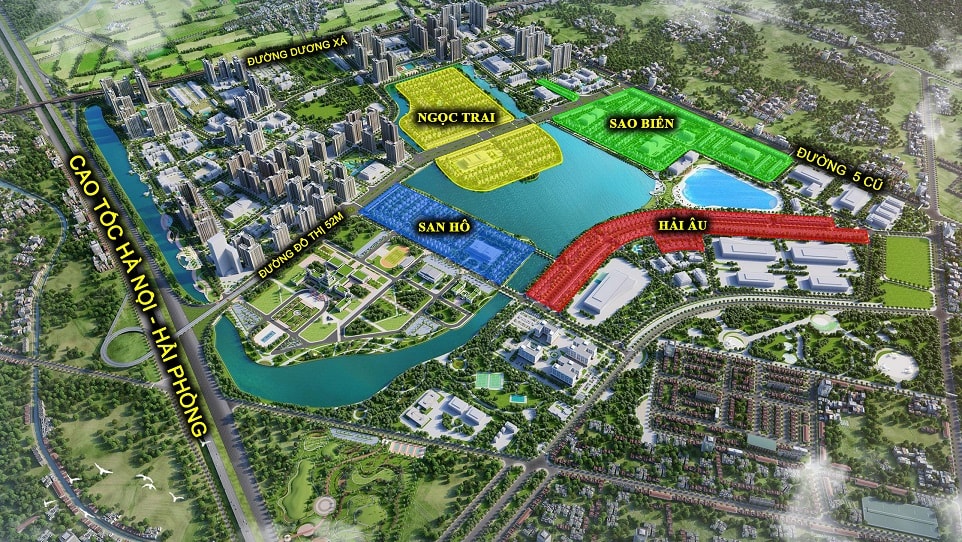 ĐƯỜNG DƯƠNG XÁ
NGỌC TRAI
SAO BIỂN
ĐƯỜNG 5 CŨ
CAO TỐC HÀ NỘI - HẢI PHÒNG
ĐƯỜNG ĐÔ THỊ 52M
SAN HÔ
HẢI ÂU